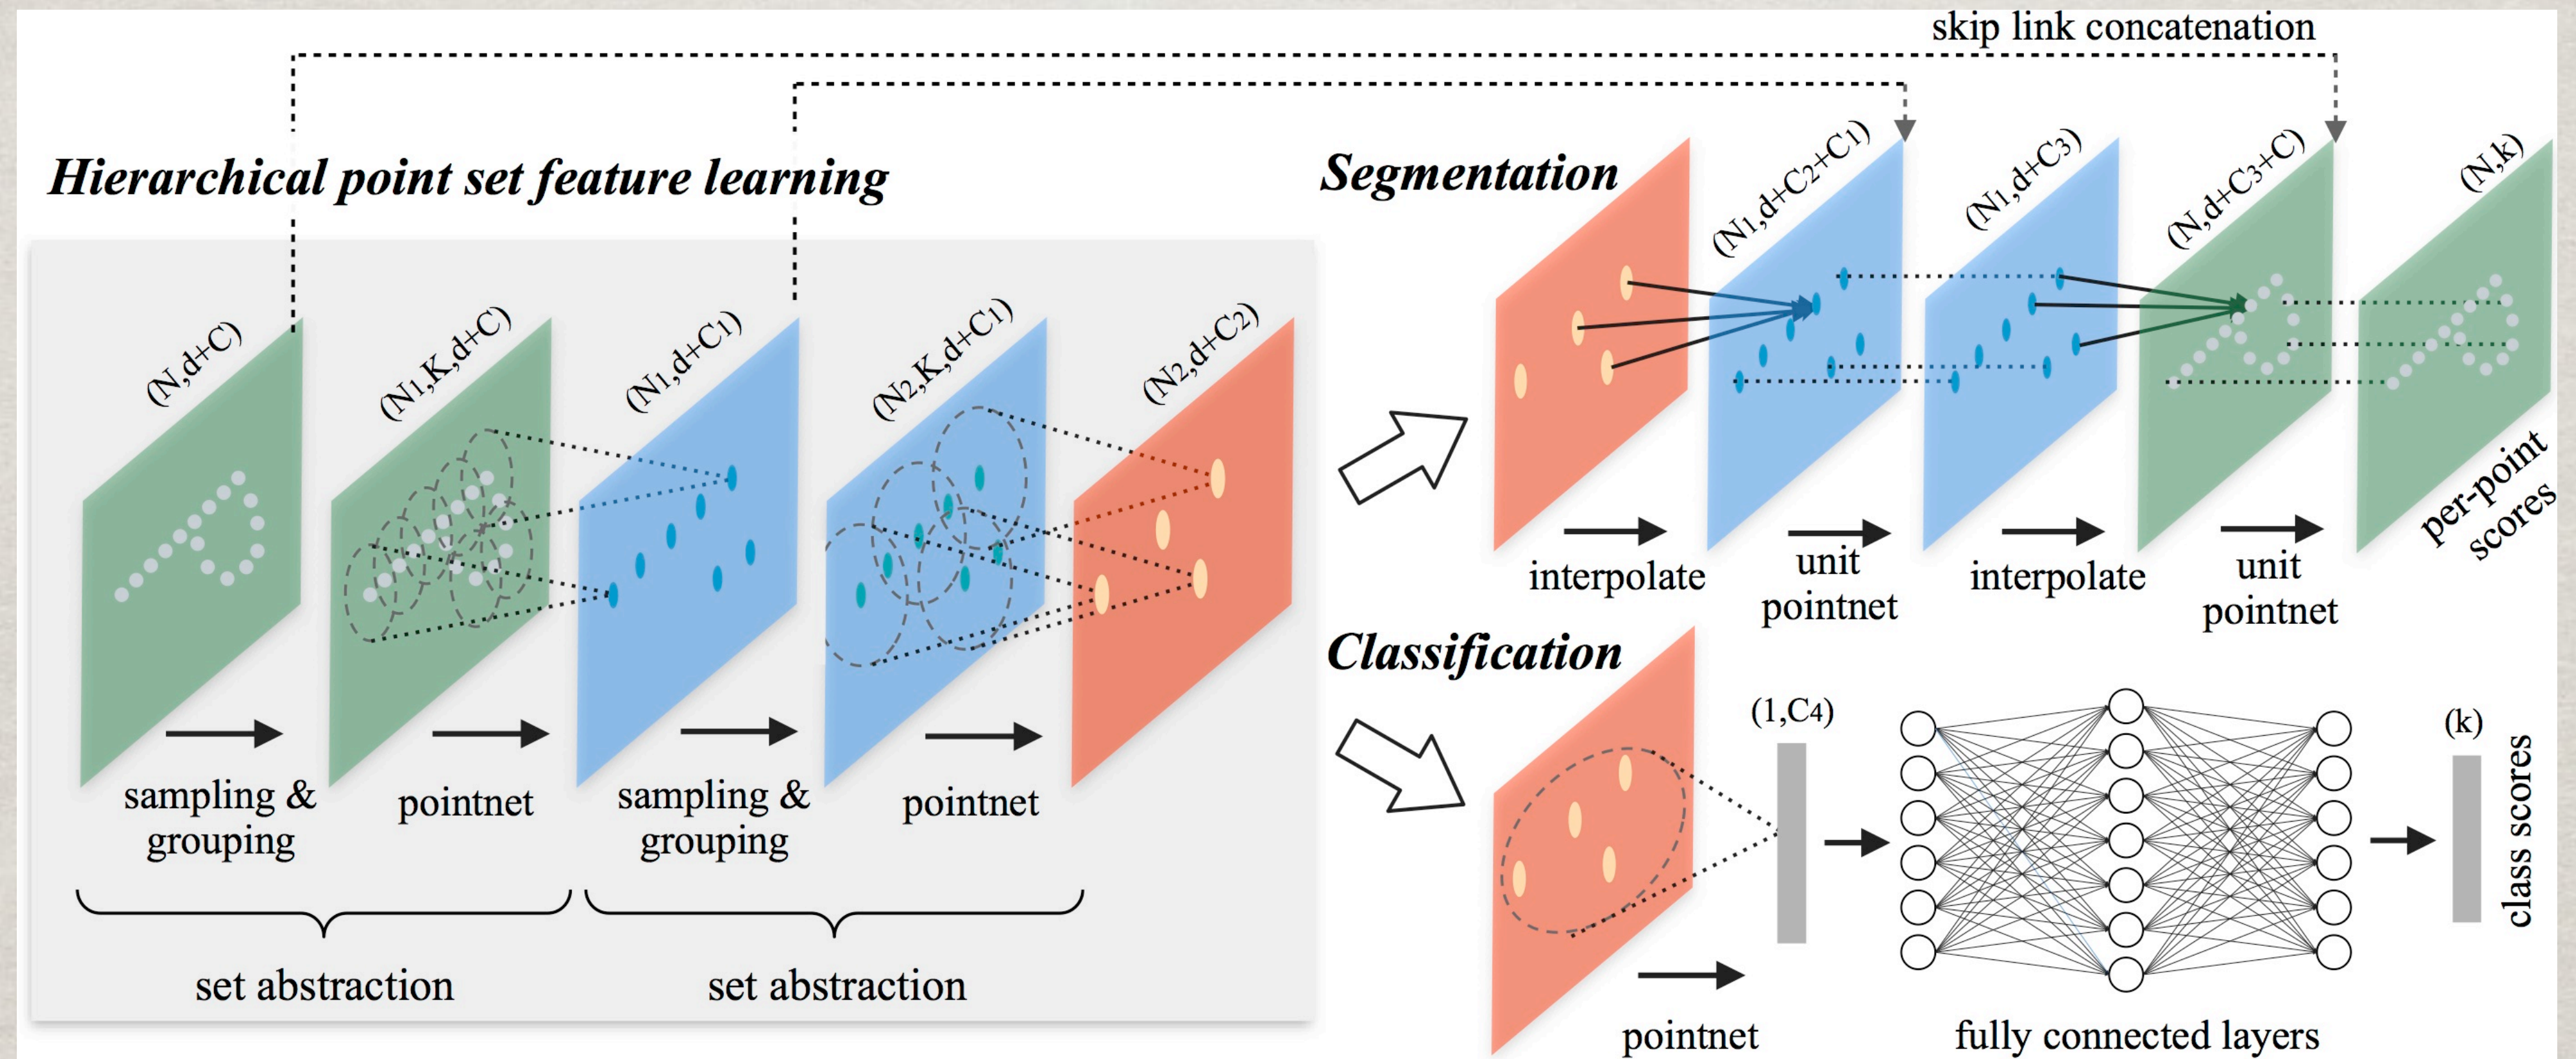 skip link concatenation
Hierarchical point set feature learning
(N,d+C)
(N1,K,d+C)
(N1,d+C1)
(N2,K,d+C1)
(N2,d+C2)
sampling &
grouping
pointnet
sampling &
grouping
pointnet
set abstraction
set abstraction
Segmentation
(N1,d+C2+C1)
(N1,d+C3)
(N,d+C3+C)
(N,k)
interpolate
unit
pointnet
interpolate
unit
pointnet
per-point
scores
Classification
(1,C4)
(k)
class scores
pointnet
fully connected layers